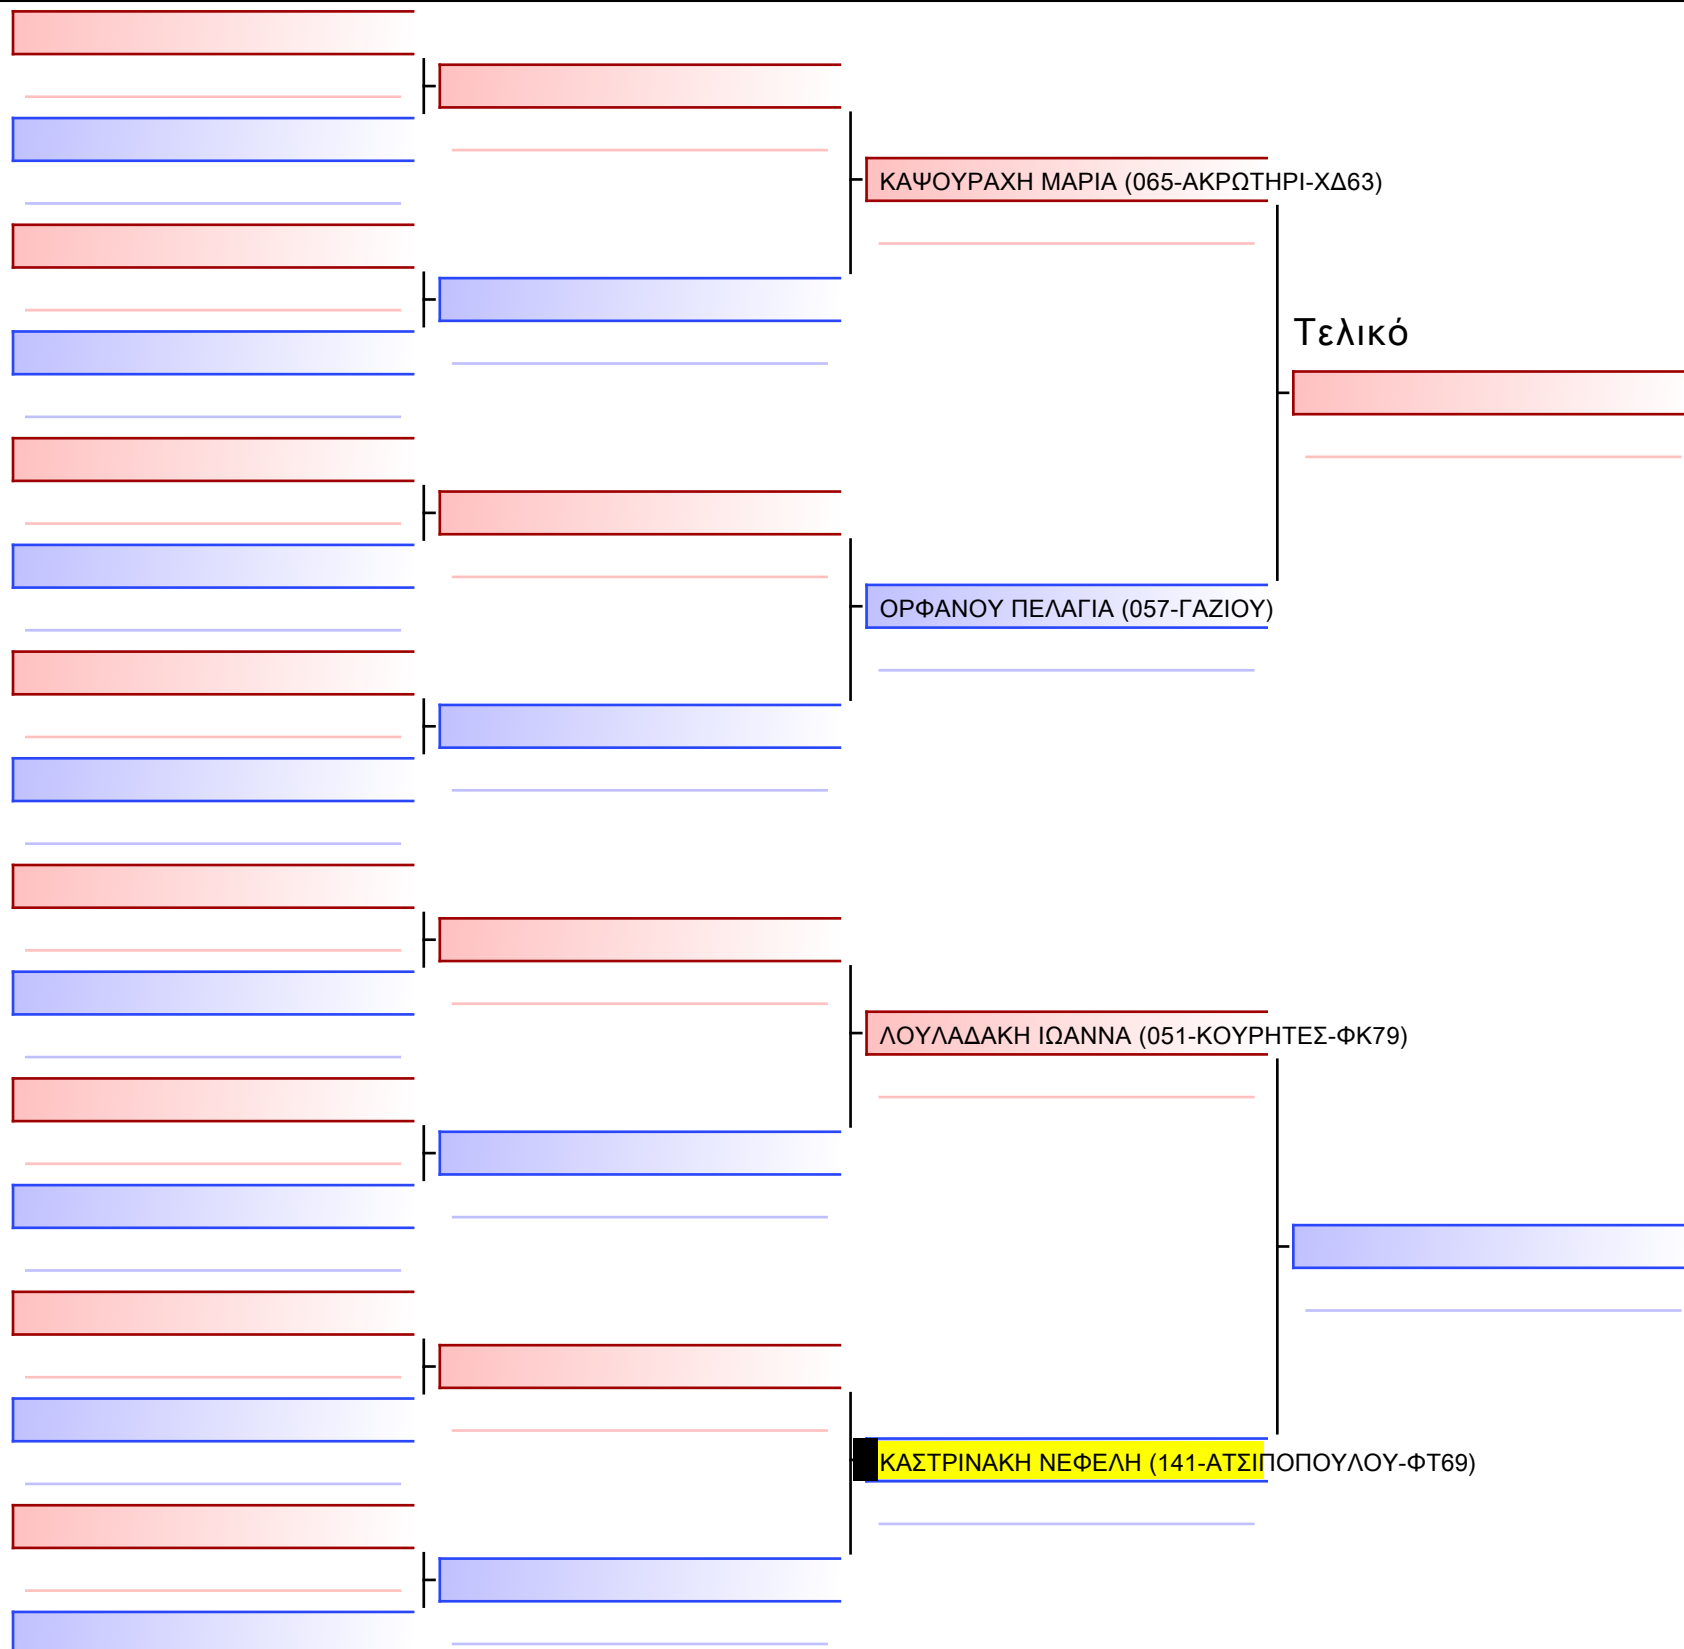 ΚΑΨΟΥΡΑΧΗ ΜΑΡΙΑ (065-ΑΚΡΩΤΗΡΙ-ΧΔ63)
Τελικό
ΟΡΦΑΝΟΥ ΠΕΛΑΓΙΑ (057-ΓΑΖΙΟΥ)
ΛΟΥΛΑΔΑΚΗ ΙΩΑΝΝΑ (051-ΚΟΥΡΗΤΕΣ-ΦΚ79)
ΚΑΣΤΡΙΝΑΚΗ ΝΕΦΕΛΗ (141-ΑΤΣΙΠΟΠΟΥΛΟΥ-ΦΤ69)